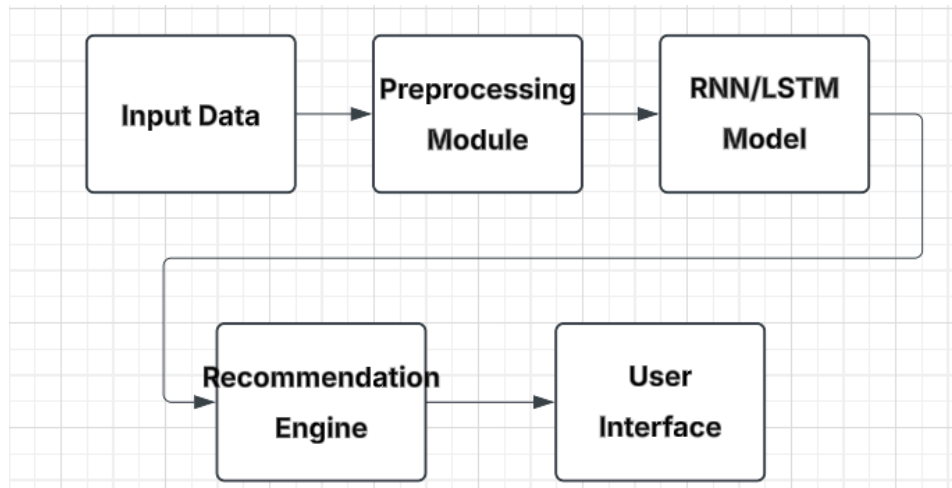 Input Data
Preprocessing
Module
RNN/LSTM
Model
Recommendation
Engine
User
Interface